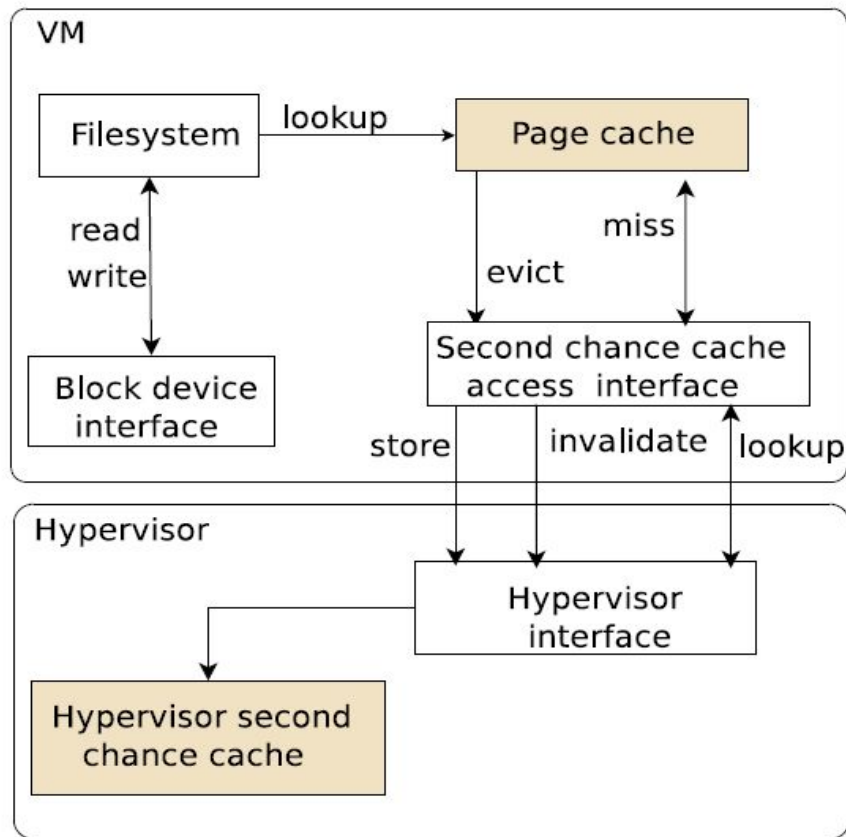 VM
Filesystem
lookup
Page cache
read
write
evict
miss
Block device
interface
Second chance cache
access interface
store
invalidate
lookup
Hypervisor
Hypervisor
interface
Hypervisor second
chance cache